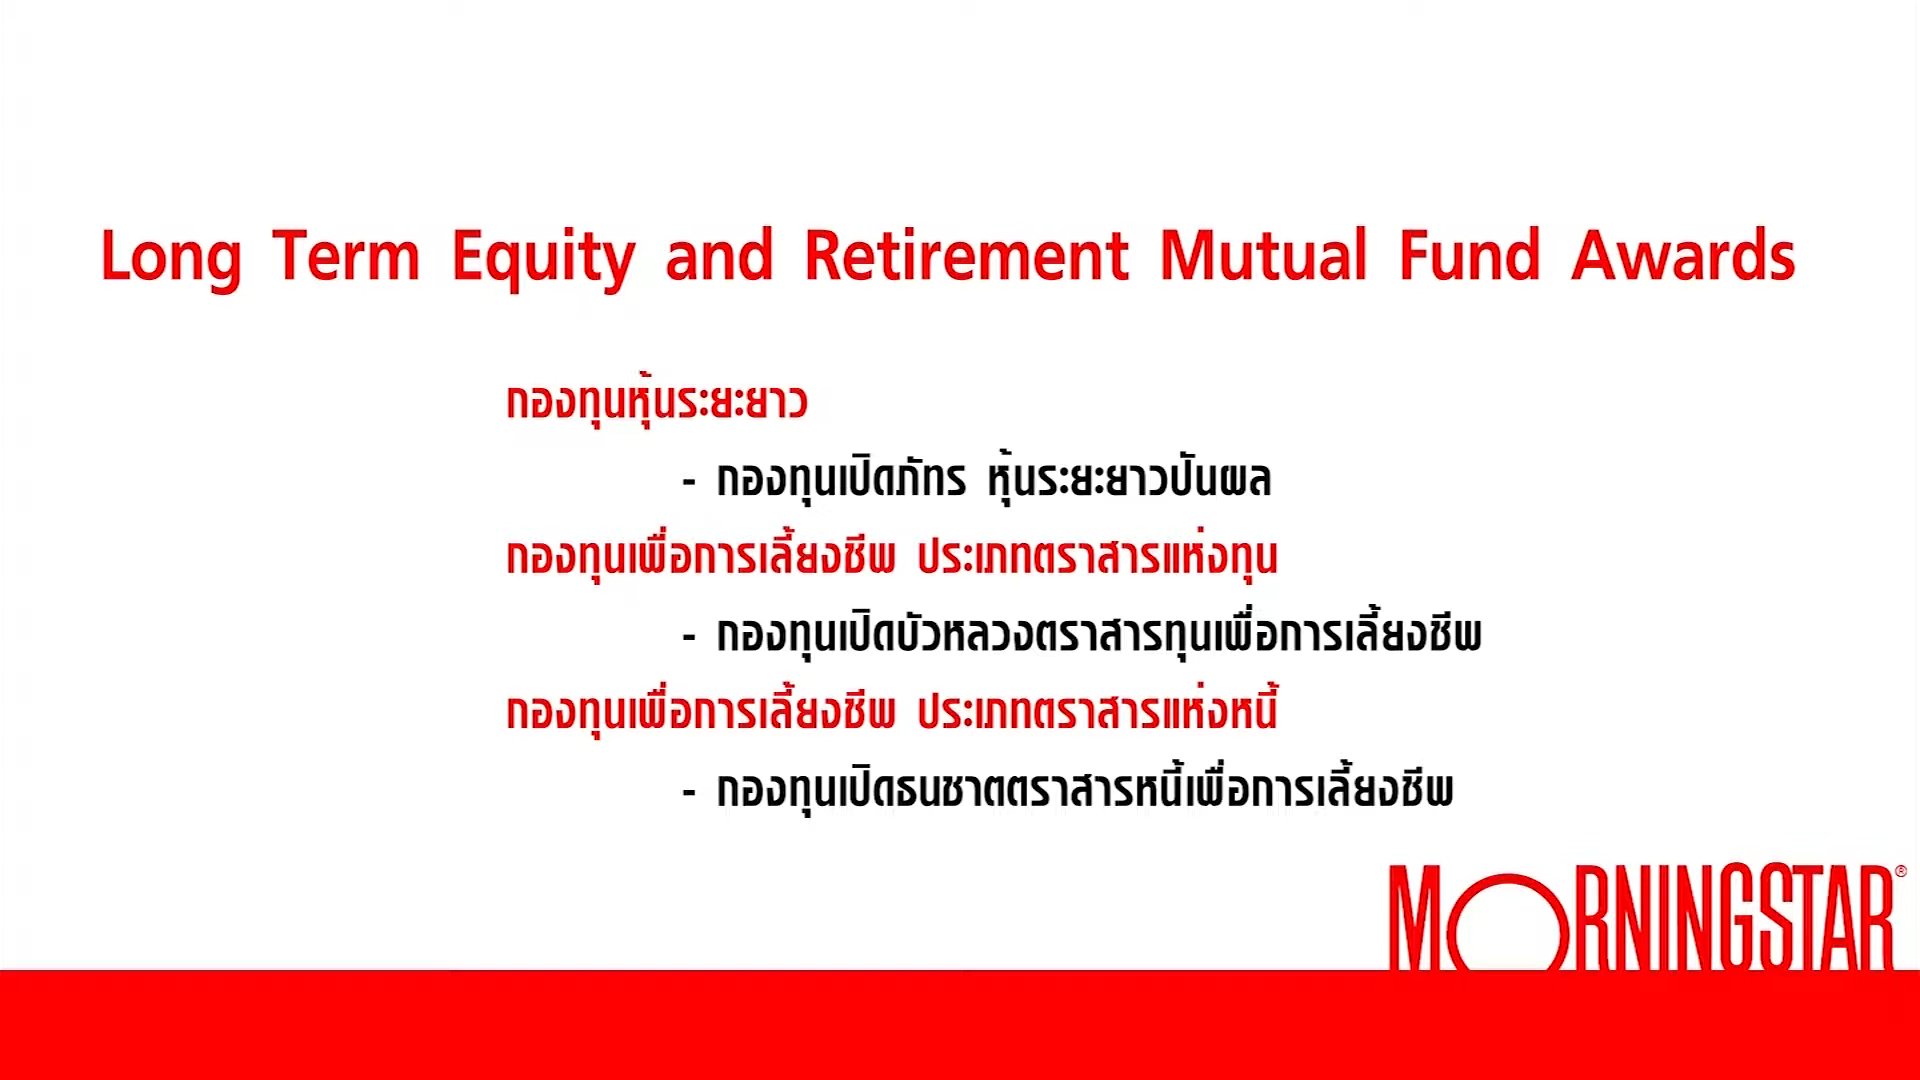 Long Term Equity and Retirement Mutual Fund Awards
กองทุนหุ้นระยะยาว
- กองทุนเปิดภัทร หุ้นระยะยาวปันผล
กองทุนเพื่อการเลี้ยงชีพ ประเภทตราสารแห่งทุน
- กองทุนเปิดบัวหลวงตราสารทุนเพื่อการเลี้ยงชีพ
กองทุนเพื่อการเลี้ยงชีพ ประเภทตราสารแห่งหนี้
- กองทุนเปิดธนชาตตราสารหนี้เพื่อการเลี้ยงชีพ
MORNINGSTAR®